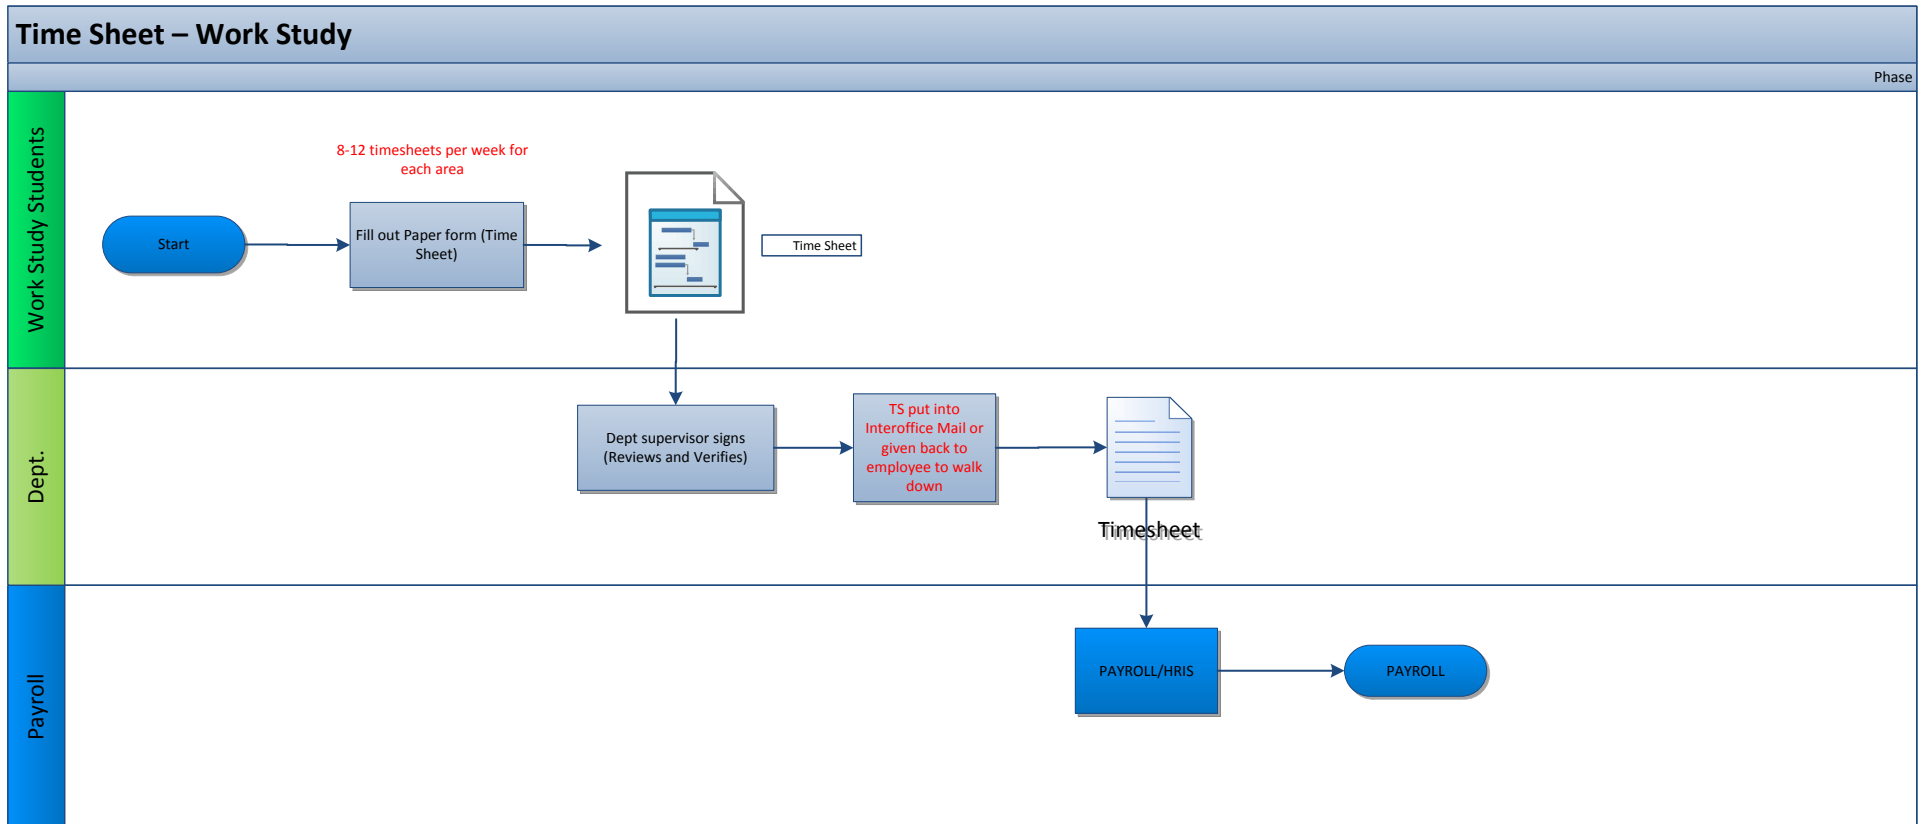 Time Sheet – Work Study
Phase
Work Study Students
8-12 timesheets per week for
each area
Start
Fill out Paper form (Time
Sheet)
Time Sheet
Dept.
Dept supervisor signs
(Reviews and Verifies)
TS put into
Interoffice Mail or
given back to
employee to walk
down
Timesheet
Payroll
PAYROLL/HRIS
PAYROLL